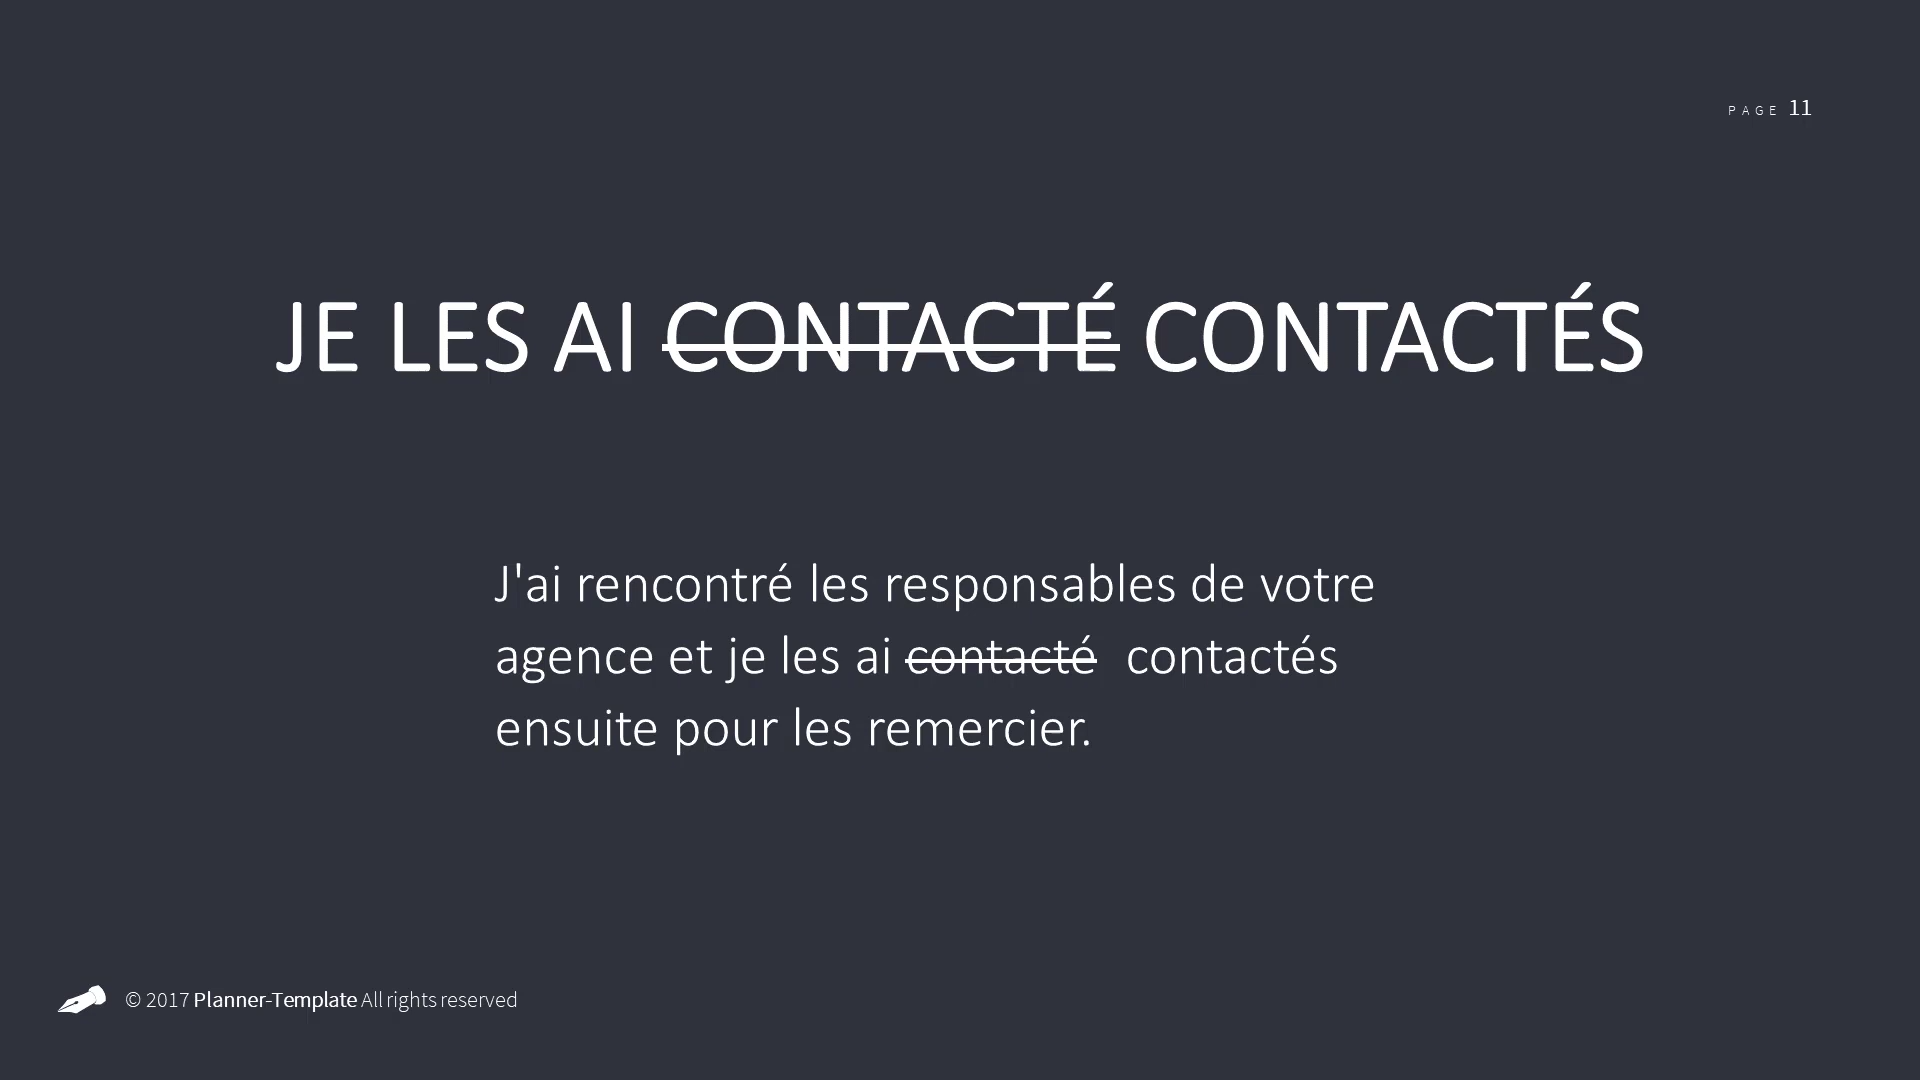 PAGE 11
JE LES AI CONTACTÉ CONTACTÉS
J'ai rencontré les responsables de votre
agence et je les ai contacté contactés
ensuite pour les remercier.
© 2017 Planner-Template All rights reserved